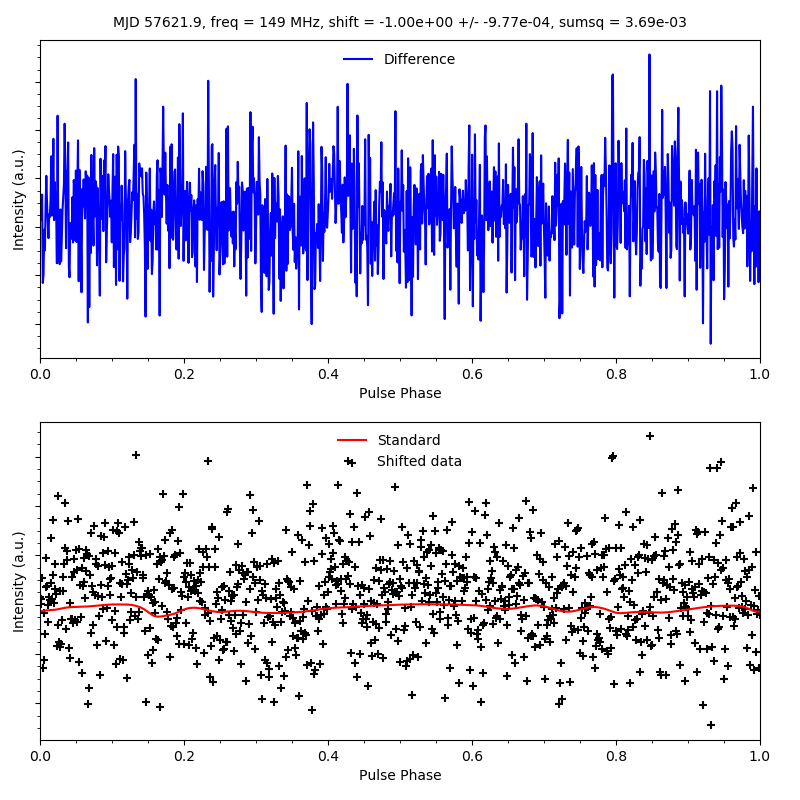 MJD 57621.9, freq = 149 MHz, shift = -1.00e+00 +/- -9.77e-04, sumsq = 3.69e-03
Difference
Intensity (a.u.)
0.0 0.2 0.4 0.6 0.8 1.0
Pulse Phase
Standard
Shifted data
Intensity (a.u.)
0.0 0.2 0.4 0.6 0.8 1.0
Pulse Phase